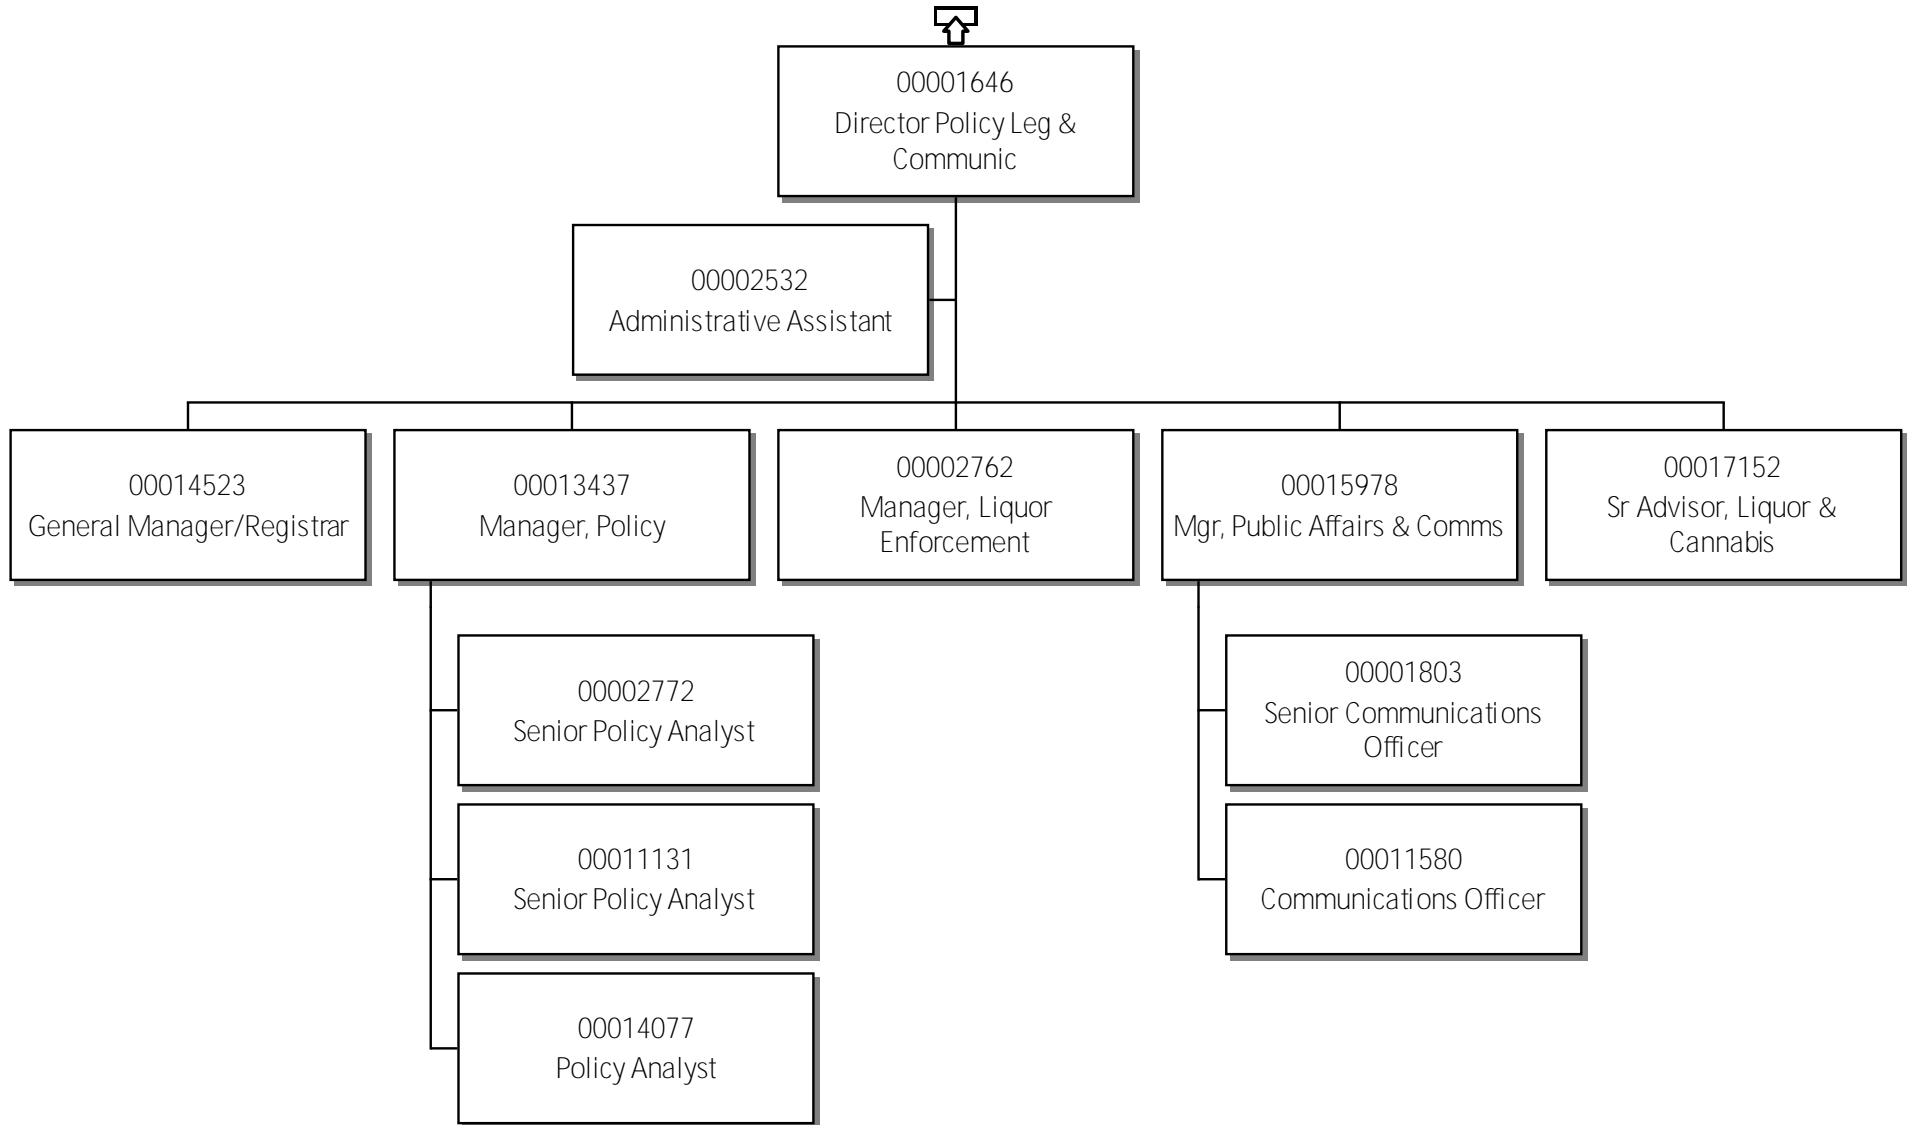 00001646
Director Policy Leg &
Communic
00002532
Administrative Assistant
00014523
General Manager/Registrar
00013437
Manager, Policy
00002762
Manager, Liquor
Enforcement
00015978
Mgr, Public Affairs & Comms
00017152
Sr Advisor, Liquor &
Cannabis
00002772
Senior Policy Analyst
00011131
Senior Policy Analyst
00014077
Policy Analyst
00001803
Senior Communications
Officer
00011580
Communications Officer